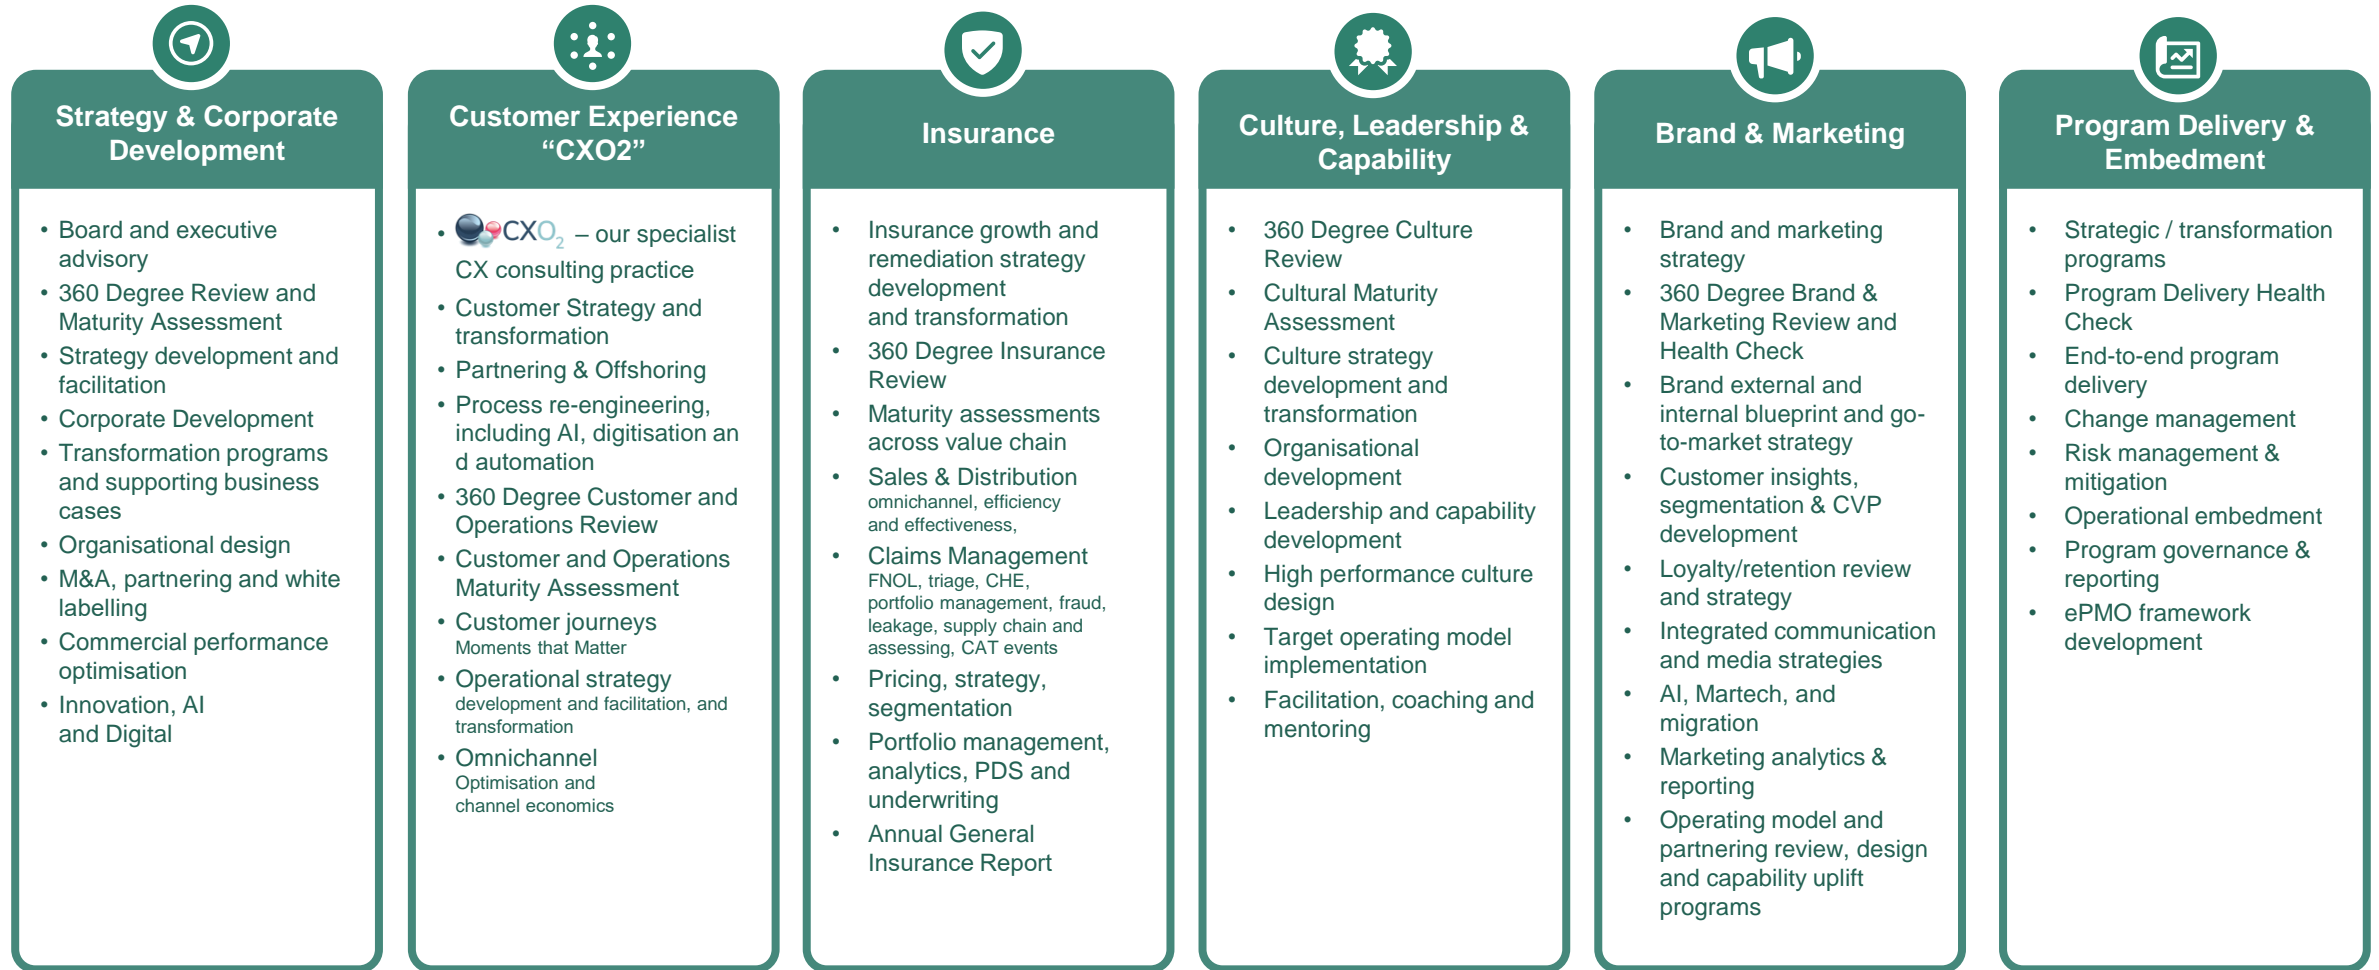 Strategy & Corporate
Development
• Board and executive
advisory
• 360 Degree Review and
Maturity Assessment
• Strategy development and
facilitation
• Corporate Development
• Transformation programs
and supporting business
cases
• Organisational design
• M&A, partnering and white
labelling
• Commercial performance
optimisation
• Innovation, AI
and Digital
Customer Experience
“CXO2”
• CXO2 – our specialist
CX consulting practice
• Customer Strategy and
transformation
• Partnering & Offshoring
• Process re-engineering,
including AI, digitisation an
d automation
• 360 Degree Customer and
Operations Review
• Customer and Operations
Maturity Assessment
• Customer journeys
Moments that Matter
• Operational strategy
development and facilitation, and
transformation
• Omnichannel
Optimisation and
channel economics
Insurance
• Insurance growth and
remediation strategy
development
and transformation
• 360 Degree Insurance
Review
• Maturity assessments
across value chain
• Sales & Distribution
omnichannel, efficiency
and effectiveness,
• Claims Management
FNOL, triage, CHE,
portfolio management, fraud,
leakage, supply chain and
assessing, CAT events
• Pricing, strategy,
segmentation
• Portfolio management,
analytics, PDS and
underwriting
• Annual General
Insurance Report
Culture, Leadership &
Capability
• 360 Degree Culture
Review
• Cultural Maturity
Assessment
• Culture strategy
development and
transformation
• Organisational
development
• Leadership and capability
development
• High performance culture
design
• Target operating model
implementation
• Facilitation, coaching and
mentoring
Brand & Marketing
• Brand and marketing
strategy
• 360 Degree Brand &
Marketing Review and
Health Check
• Brand external and
internal blueprint and go-
to-market strategy
• Customer insights,
segmentation & CVP
development
• Loyalty/retention review
and strategy
• Integrated communication
and media strategies
• AI, Martech, and
migration
• Marketing analytics &
reporting
• Operating model and
partnering review, design
and capability uplift
programs
Program Delivery &
Embedment
• Strategic / transformation
programs
• Program Delivery Health
Check
• End-to-end program
delivery
• Change management
• Risk management &
mitigation
• Operational embedment
• Program governance &
reporting
• ePMO framework
development